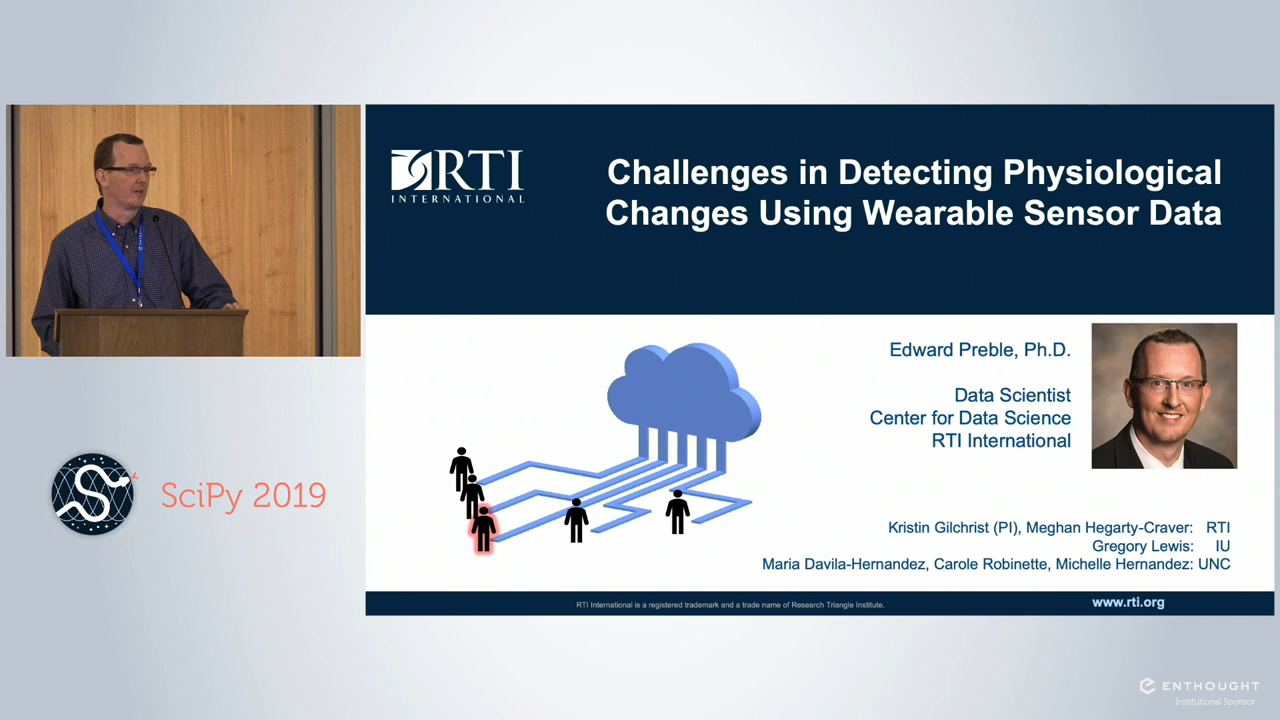 RTI
INTERNATIONAL
Challenges in Detecting Physiological
Changes Using Wearable Sensor Data
Edward Preble, Ph.D.
Data Scientist
Center for Data Science
RTI International
Kristin Gilchrist (PI), Meghan Hegarty-Craver: RTI
Gregory Lewis: IU
Maria Davila-Hernandez, Carole Robinette, Michelle Hernandez: UNC
RTI International is a registered trademark and a trade name of Research Triangle Institute.
www.rti.org
SciPy 2019
ENTHOUGHT
Institutional Sponsor